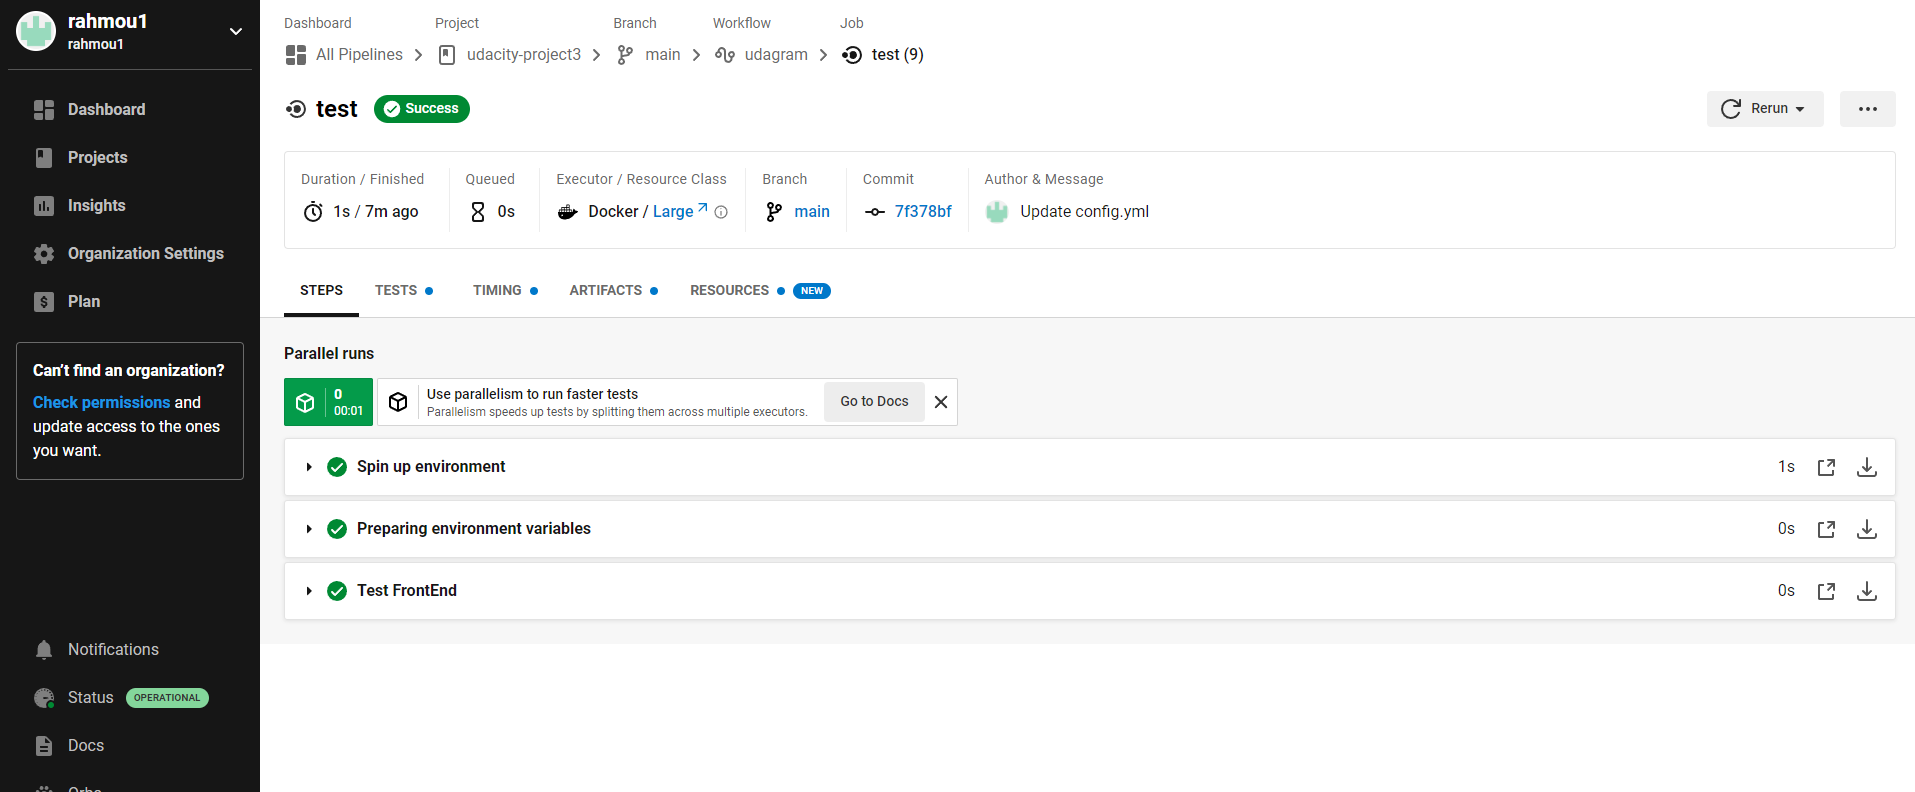 rahmou1
rahmou1
Dashboard
Projects
Insights
Organization Settings
Plan
Can't find an organization?
Check permissions and
update access to the ones
you want.
Notifications
Status OPERATIONAL
Docs
Orbs
Dashboard Project Branch Workflow Job
All Pipelines udacity-project3 main udagram test (9)
test Success
Rerun
Duration / Finished Queued Executor / Resource Class Branch Commit Author & Message
1s / 7m ago 0s Docker / Large main 7f378bf Update config.yml
STEPS TESTS TIMING ARTIFACTS RESOURCES NEW
Parallel runs
0
00:01
Use parallelism to run faster tests
Parallelism speeds up tests by splitting them across multiple executors.
Go to Docs
Spin up environment 1s
Preparing environment variables 0s
Test FrontEnd 0s